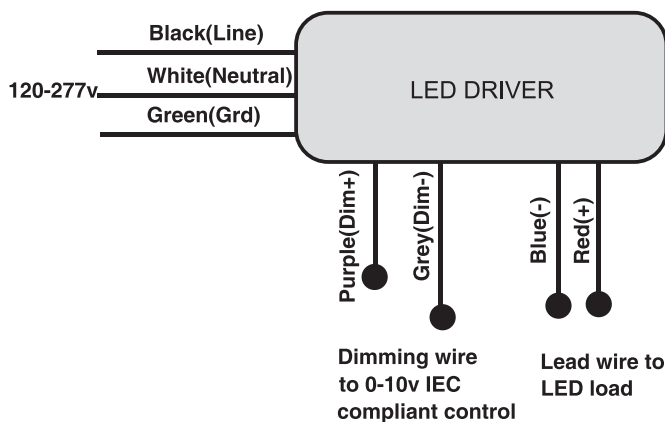 Black(Line)
120-277v
White(Neutral)
Green(Grd)
LED DRIVER
Purple(Dim+)
Grey(Dim-)
Blue(-)
Red(+)
Dimming wire
to 0-10v IEC
compliant control
Lead wire to
LED load